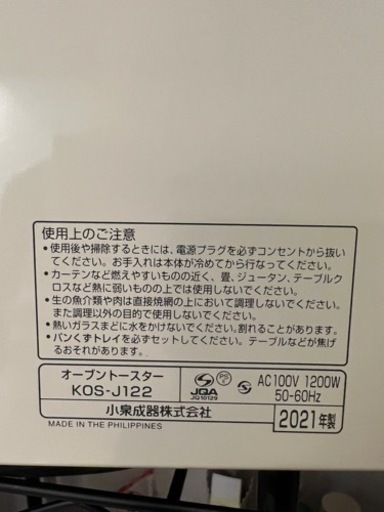 使用上のご注意
•使用後や掃除するときには、電源プラグを必ずコンセントから抜い
てください。お手入れは本体が冷めてから行なってください。
•カーテンなど燃えやすいものの近く、畳、ジュータン、テーブルク
ロスなど熱に弱いものの上では使用しないでください。
•生の魚介類や肉は直接焼網の上において調理しないでください。
また調理以外の目的で使用しないでください。
•熱いガラスまどに水をかけないでください。割れることがあります。
•パンくずトレイを必ずセットしてください。テーブルなどが焦げ
るおそれがあります。
オーブントースター
KOS-J122
JQA
JQ10129
PS
E
S
AC100V 1200W
50-60Hz
小泉成器株式会社
2021年製
MADE IN THE PHILIPPINES